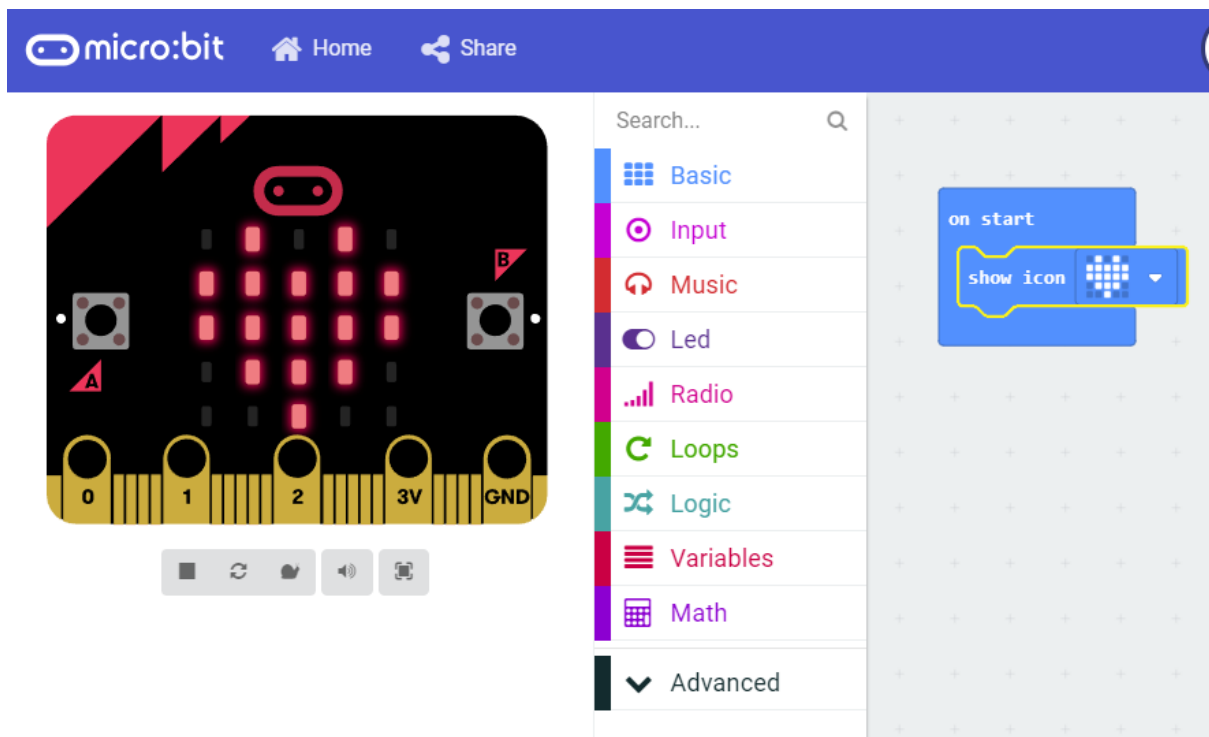 micro:bit Home Share
Search...
Basic
Input
Music
Led
Radio
Loops
Logic
Variables
Math
Advanced
on start
show icon
B
A
0 1 2 3V GND